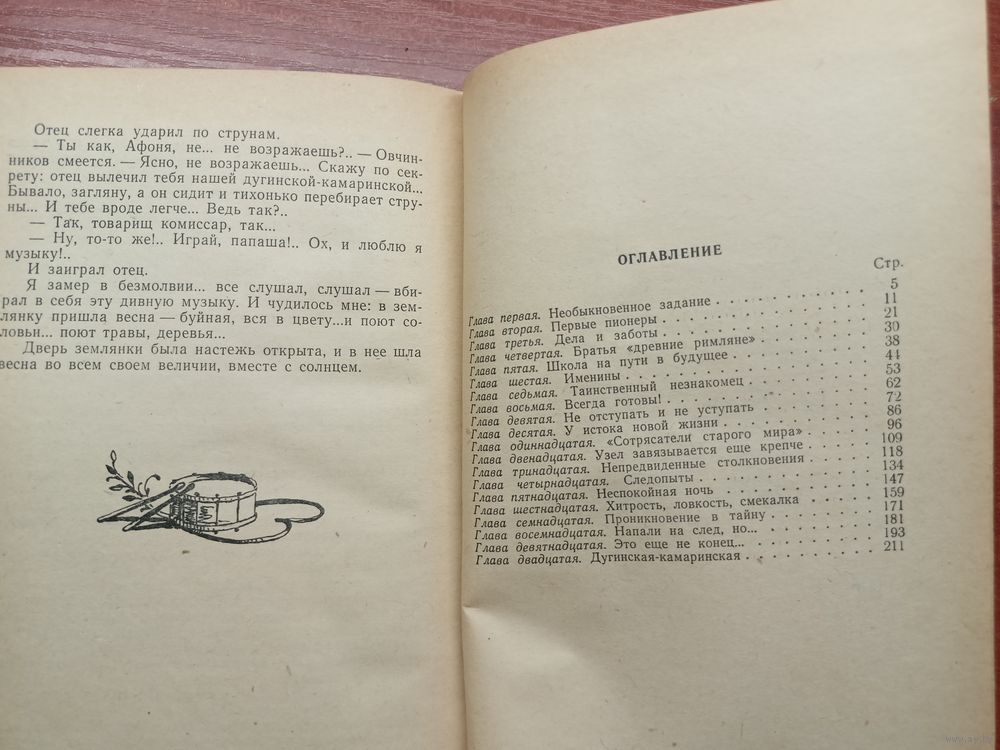 Отец слегка ударил по струнам.
— Ты как, Афоня, не... не возражаешь?.. — Овчин-
ников смеется. — Ясно, не возражаешь... Скажу по сек-
рету: отец вылечил тебя нашей дугинской-камаринской...
Бывало, загляну, а он сидит и тихонько перебирает стру-
ны... И тебе вроде легче... Ведь так?..
— Так, товарищ комиссар, так...
— Ну, то-то же!.. Играй, папаша!.. Ох, и люблю я
музыку!..
И заиграл отец.
Я замер в безмолвии... все слушал, слушал — вби-
рал в себя эту дивную музыку. И чудилось мне: в зем-
лянку пришла весна — буйная, вся в цвету...и поют со-
ловьи... поют травы, деревья...
Дверь землянки была настежь открыта, и в нее шла
весна во всем своем величии, вместе с солнцем.
ОГЛАВЛЕНИЕ
Стр.
Глава первая. Необыкновенное задание 5
Глава вторая. Первые пионеры 11
Глава третья. Дела и заботы 21
Глава четвертая. Братья «древние римляне» 30
Глава пятая. Школа на пути в будущее 38
Глава шестая. Именины 44
Глава седьмая. Таинственный незнакомец 53
Глава восьмая. Всегда готовы! 62
Глава девятая. Не отступать и не уступать 72
Глава десятая. У истока новой жизни 86
Глава одиннадцатая. «Сотрясатели старого мира» 96
Глава двенадцатая. Узел завязывается еще крепче 109
Глава тринадцатая. Непредвиденные столкновения 118
Глава четырнадцатая. Следопыты 134
Глава пятнадцатая. Неспокойная ночь 147
Глава шестнадцатая. Хитрость, ловкость, смекалка 159
Глава семнадцатая. Проникновение в тайну 171
Глава восемнадцатая. Напали на след, но... 181
Глава девятнадцатая. Это еще не конец... 193
Глава двадцатая. Дугинская-камаринская 211